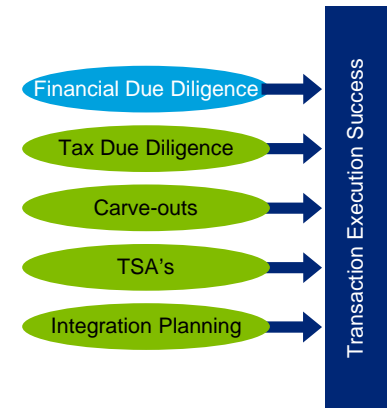 Financial Due Diligence
Tax Due Diligence
Carve-outs
TSA's
Integration Planning
Transaction Execution Success